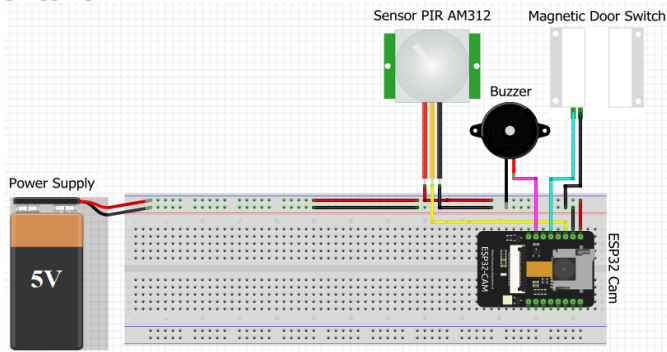 Sensor PIR AM312
Magnetic Door Switch
Buzzer
Power Supply
5V
ESP32-CAM
ESP32 Cam